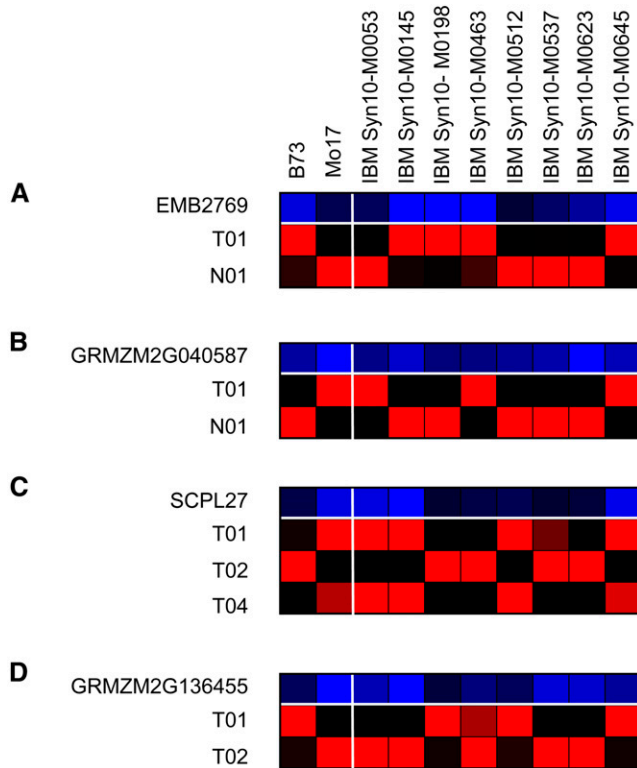 B73
Mo17
IBM Syn10-M0053
IBM Syn10-M0145
IBM Syn10- M0198
IBM Syn10-M0463
IBM Syn10-M0512
IBM Syn10-M0537
IBM Syn10-M0623
IBM Syn10-M0645
A
EMB2769
T01
N01
B
GRMZM2G040587
T01
N01
C
SCPL27
T01
T02
T04
D
GRMZM2G136455
T01
T02